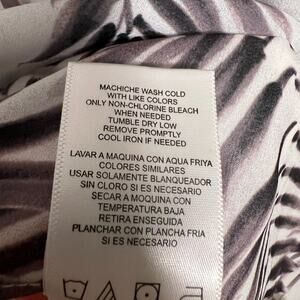 MACHICHE WASH COLD
WITH LIKE COLORS
ONLY NON-CHLORINE BLEACH
WHEN NEEDED
TUMBLE DRY LOW
REMOVE PROMPTLY
COOL IRON IF NEEDED
LAVAR A MAQUINA CON AQUA FRIYA
COLORES SIMILARES
USAR SOLAMENTE BLANQUEADOR
SIN CLORO SI ES NECESARIO
SECAR A MAQUINA CON
TEMPERATURA BAJA
RETIRA ENSEGUIDA
PLANCHAR CON PLANCHA FRIA
SI ES NECESARIO